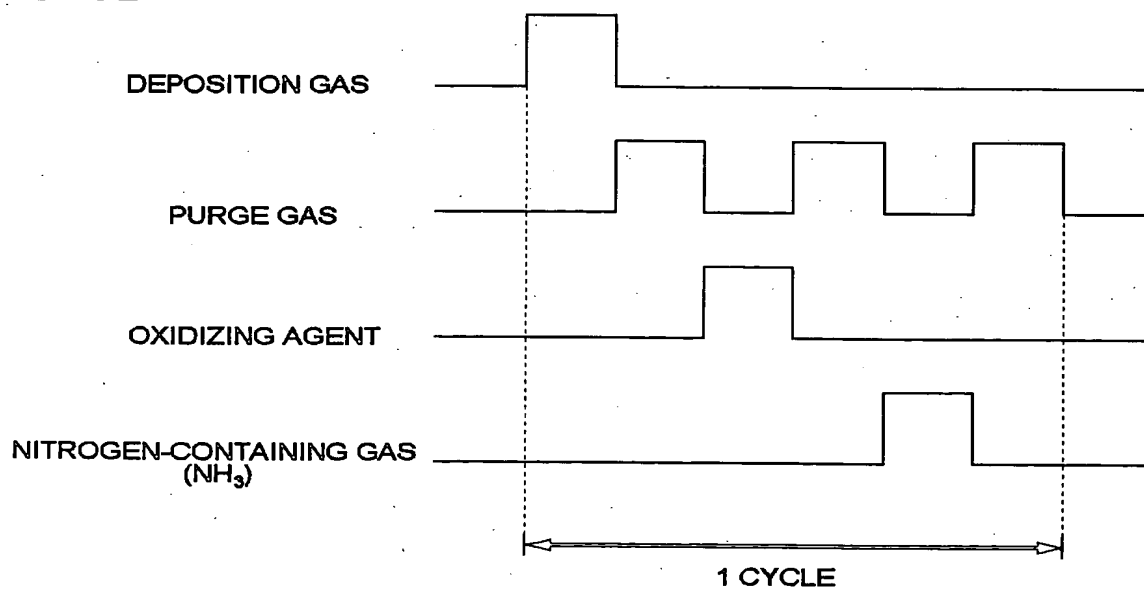 DEPOSITION GAS
PURGE GAS
OXIDIZING AGENT
NITROGEN-CONTAINING GAS
(NH₃)
1 CYCLE